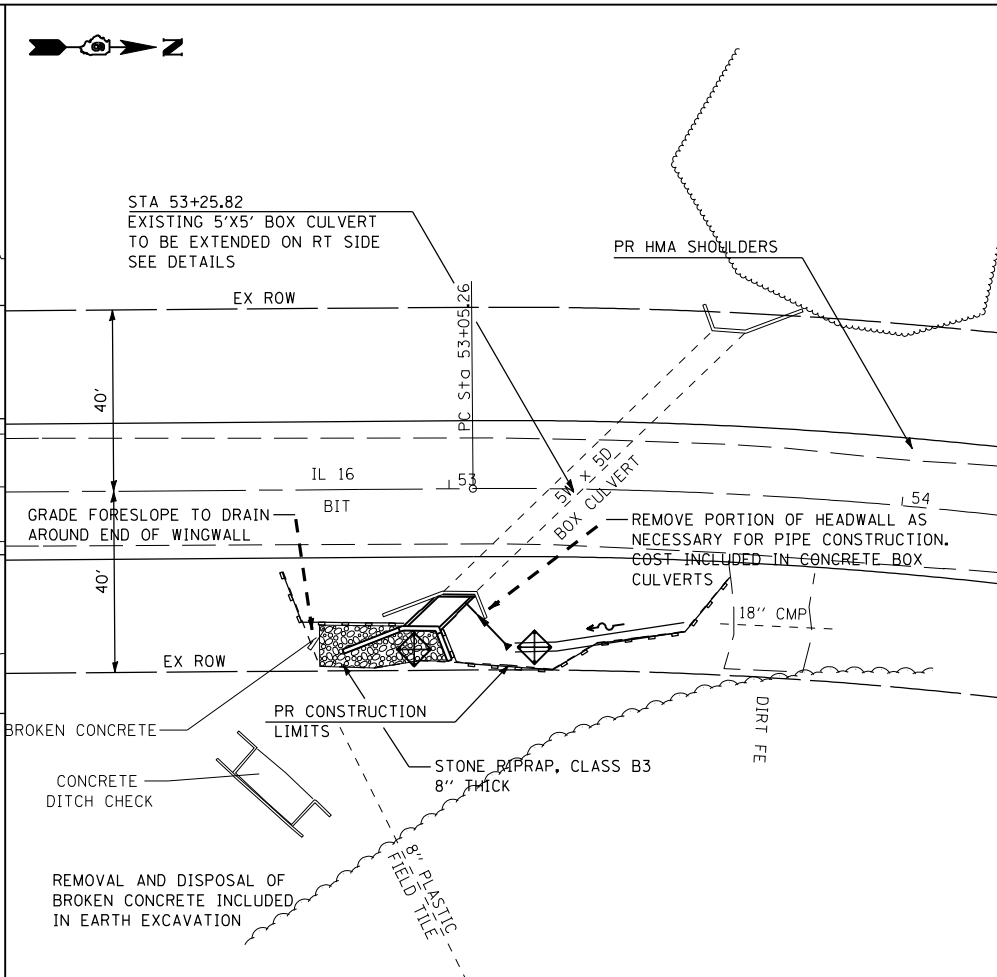 N
STA 53+25.82
EXISTING 5'X5' BOX CULVERT
TO BE EXTENDED ON RT SIDE
SEE DETAILS
PR HMA SHOULDERS
EX ROW
PC Sta 53+05.26
40'
IL 16
BIT
53
5W X 5D
BOX CULVERT
54
GRADE FORESLOPE TO DRAIN
AROUND END OF WINGWALL
REMOVE PORTION OF HEADWALL AS
NECESSARY FOR PIPE CONSTRUCTION.
COST INCLUDED IN CONCRETE BOX
CULVERTS
40'
18" CMP
EX ROW
PR CONSTRUCTION
LIMITS
BROKEN CONCRETE
DIRT FE
STONE RIPRAP, CLASS B3
8" THICK
CONCRETE
DITCH CHECK
8" PLASTIC
FIELD TILE
REMOVAL AND DISPOSAL OF
BROKEN CONCRETE INCLUDED
IN EARTH EXCAVATION